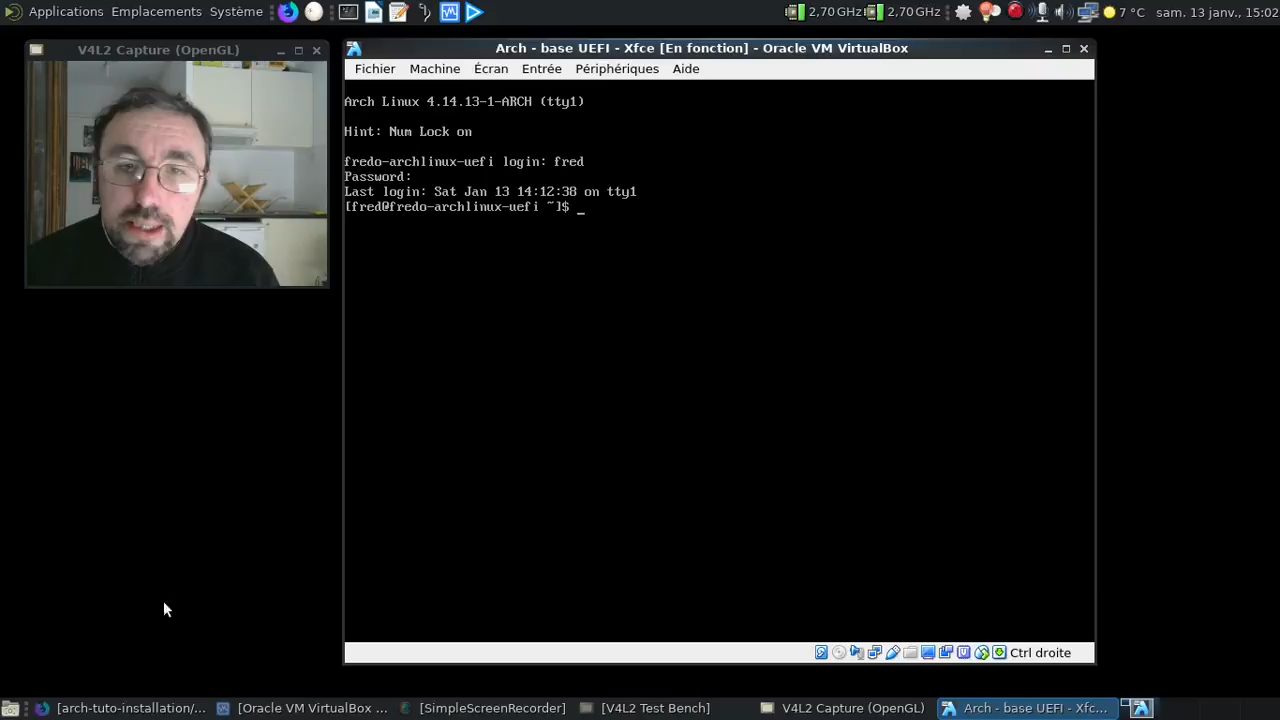 Applications Emplacements Système
2,70 GHz 2,70 GHz 7 °C sam. 13 janv., 15:02
V4L2 Capture (OpenGL)
Arch - base UEFI - Xfce [En fonction] - Oracle VM VirtualBox
Fichier Machine Écran Entrée Périphériques Aide
Arch Linux 4.14.13-1-ARCH (tty1)
Hint: Num Lock on
fredo-archlinux-uefi login: fred
Password:
Last login: Sat Jan 13 14:12:38 on tty1
[fred@fredo-archlinux-uefi ~]$ _
Ctrl droite
[arch-tuto-installation/... [Oracle VM VirtualBox ... [SimpleScreenRecorder] [V4L2 Test Bench] V4L2 Capture (OpenGL) Arch - base UEFI - Xfc...